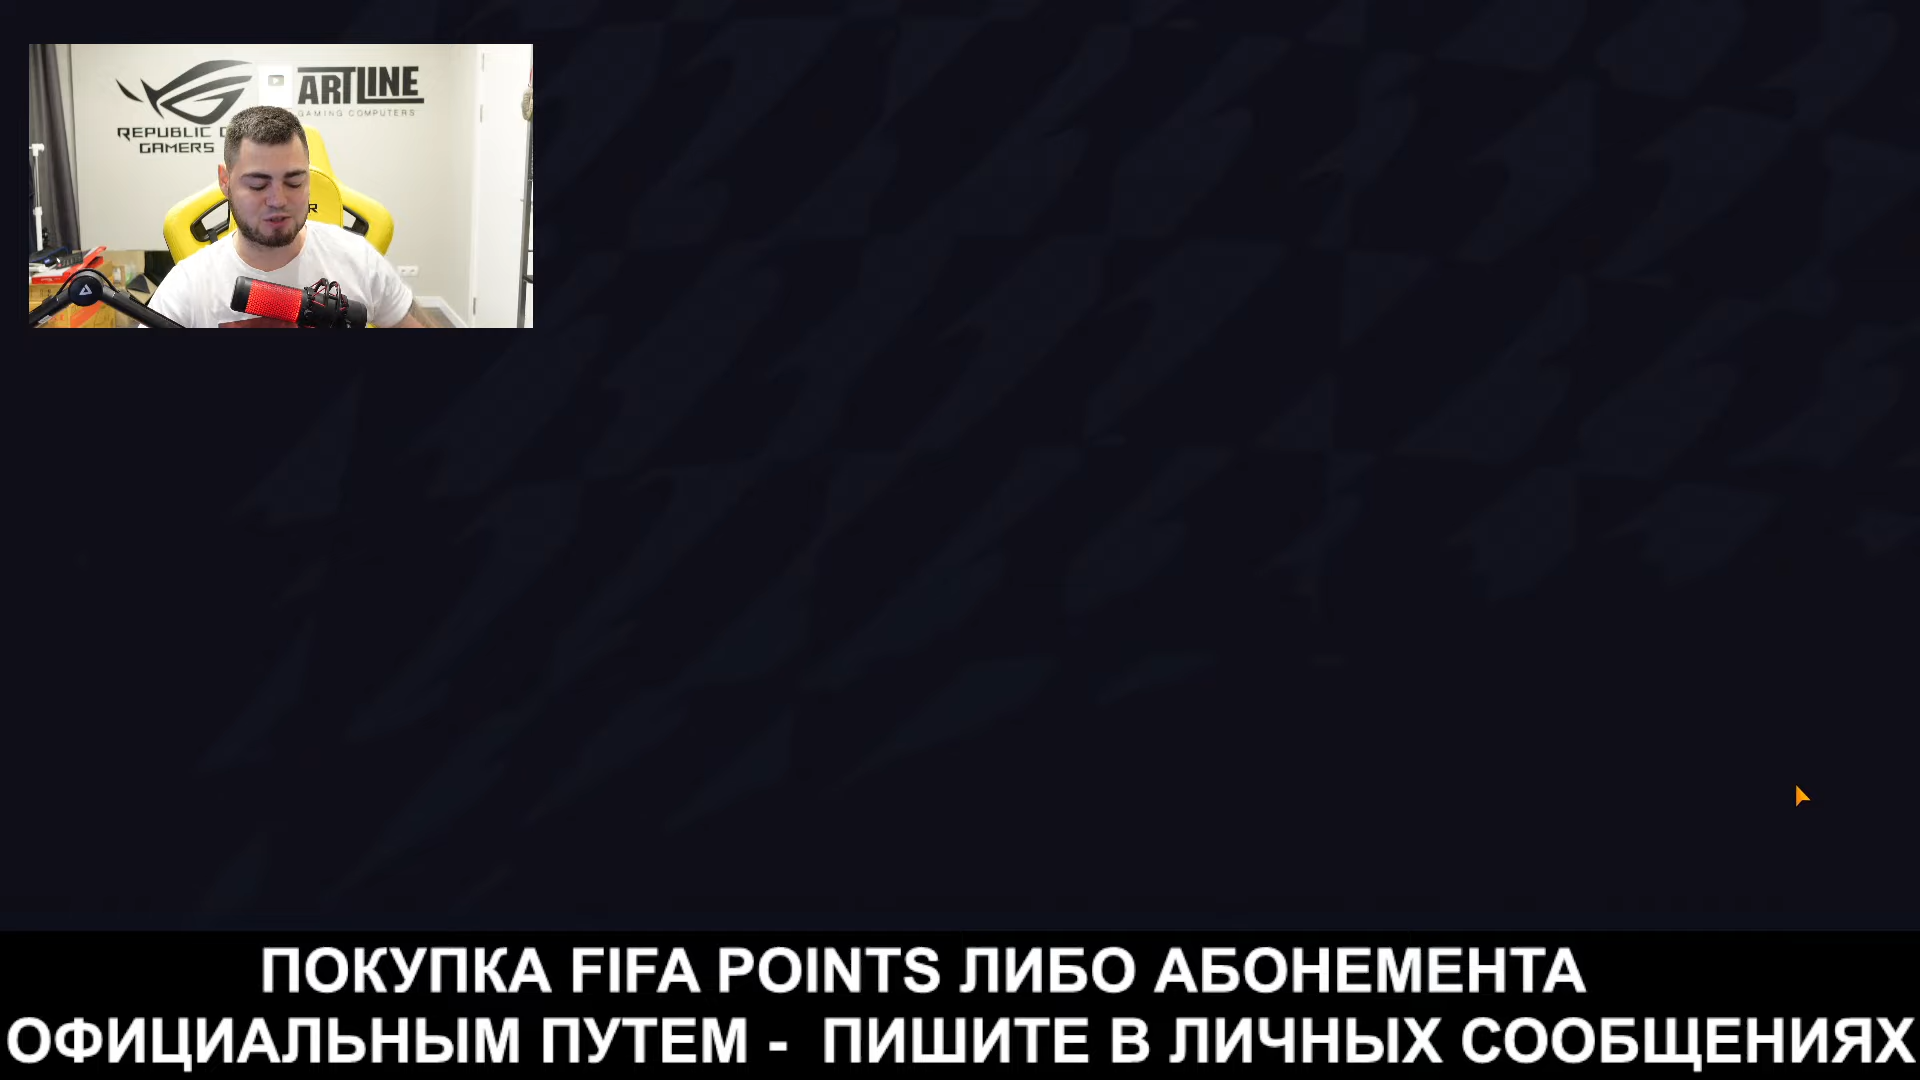 ARTLINE
GAMING COMPUTERS
REPUBLIC
GAMERS
R
ПОКУПКА FIFA POINTS ЛИБО АБОНЕМЕНТА
ОФИЦИАЛЬНЫМ ПУТЕМ - ПИШИТЕ В ЛИЧНЫХ СООБЩЕНИЯХ